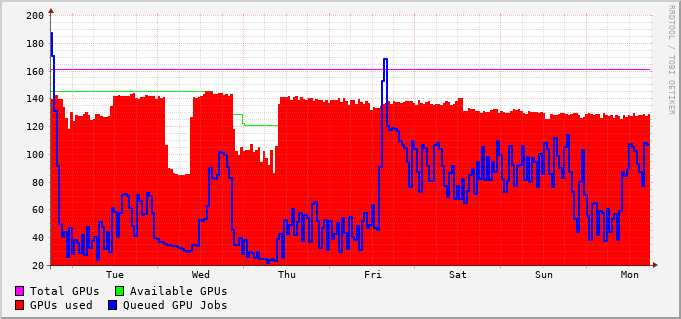 200
180
160
140
120
100
80
60
40
20
Tue Wed Thu Fri Sat Sun Mon
Total GPUs Available GPUs
GPUs used Queued GPU Jobs
RRDTOOL / TOBI OETIKER